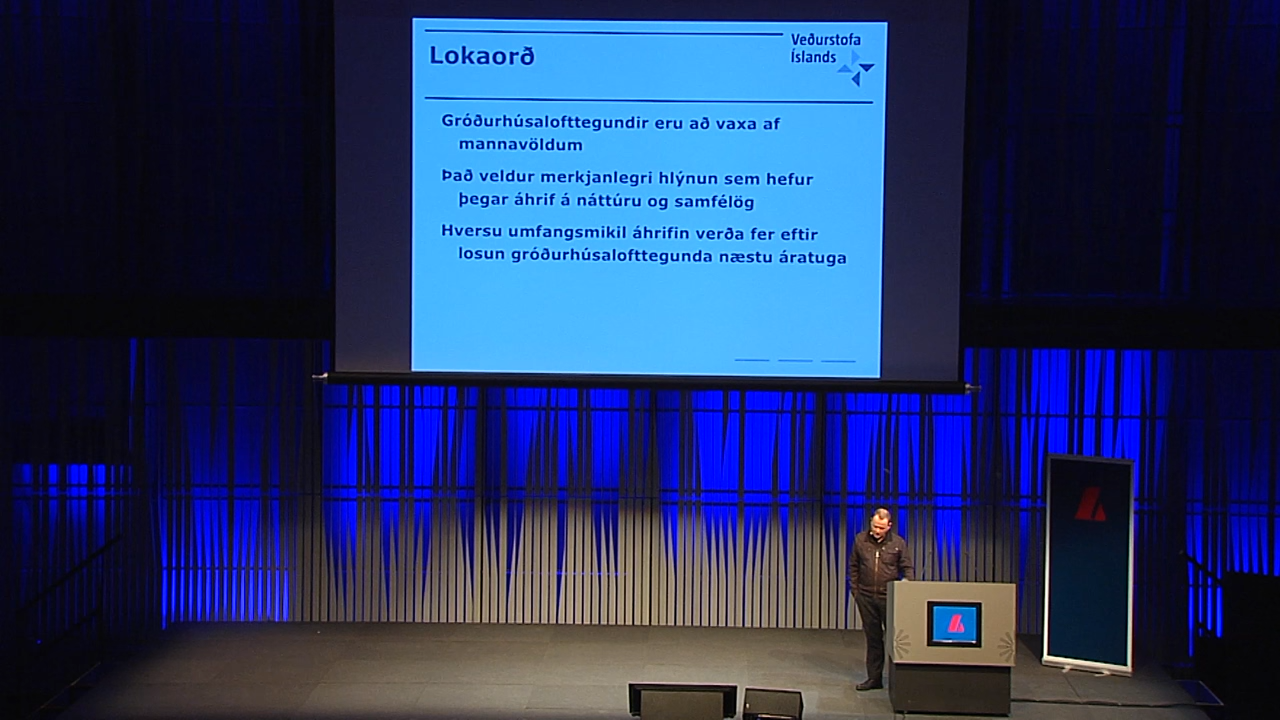 Veðurstofa
Íslands
Lokaorð
Gróðurhúsalofttegundir eru að vaxa af
mannavöldum
Það veldur merkjanlegri hlýnun sem hefur
þegar áhrif á náttúru og samfélög
Hversu umfangsmikil áhrifin verða fer eftir
losun gróðurhúsalofttegunda næstu áratuga